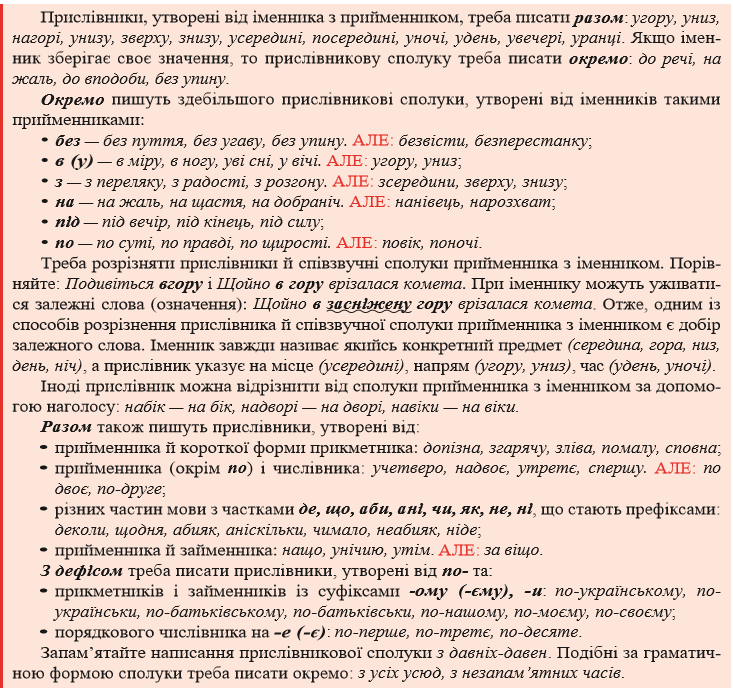 Прислівники, утворені від іменника з прийменником, треба писати разом: угору, униз,
нагорі, унизу, зверху, знизу, усередині, посередині, уночі, удень, увечері, уранці. Якщо імен-
ник зберігає своє значення, то прислівникову сполуку треба писати окремо: до речі, на
жаль, до вподоби, без упину.
Окремо пишуть здебільшого прислівникові сполуки, утворені від іменників такими
прийменниками:
• без — без пуття, без угаву, без упину. АЛЕ: безвісти, безперестанку;
• в (у) — в міру, в ногу, уві сні, у вічі. АЛЕ: угору, униз;
• з — з переляку, з радості, з розгону. АЛЕ: зсередини, зверху, знизу;
• на — на жаль, на щастя, на добраніч. АЛЕ: нанівець, нарозхват;
• під — під вечір, під кінець, під силу;
• по — по суті, по правді, по щирості. АЛЕ: повік, поночі.
Треба розрізняти прислівники й співзвучні сполуки прийменника з іменником. Порів-
няйте: Подивіться вгору і Щойно в гору врізалася комета. При іменнику можуть уживати-
ся залежні слова (означення): Щойно в засніжену гору врізалася комета. Отже, одним із
способів розрізнення прислівника й співзвучної сполуки прийменника з іменником є добір
залежного слова. Іменник завжди називає якийсь конкретний предмет (середина, гора, низ,
день, ніч), а прислівник указує на місце (усередині), напрям (угору, униз), час (удень, уночі).
Іноді прислівник можна відрізнити від сполуки прийменника з іменником за допомо-
гою наголосу: набік — на бік, надворі — на дворі, навіки — на віки.
Разом також пишуть прислівники, утворені від:
• прийменника й короткої форми прикметника: допізна, згарячу, зліва, помалу, сповна;
• прийменника (окрім по) і числівника: учетверо, надвоє, утретє, спершу. АЛЕ: по
двоє, по-друге;
• різних частин мови з частками де, що, аби, ані, чи, як, не, ні, що стають префіксами:
деколи, щодня, абияк, аніскільки, чимало, неабияк, ніде;
• прийменника й займенника: нащо, унічию, утім. АЛЕ: за віщо.
З дефісом треба писати прислівники, утворені від по- та:
• прикметників і займенників із суфіксами -ому (-єму), -и: по-українському, по-
українськи, по-батьківському, по-батьківськи, по-нашому, по-моєму, по-своєму;
• порядкового числівника на –е (-є): по-перше, по-третє, по-десяте.
Запам’ятайте написання прислівникової сполуки з давніх-давен. Подібні за граматич-
ною формою сполуки треба писати окремо: з усіх усюд, з незапам’ятних часів.